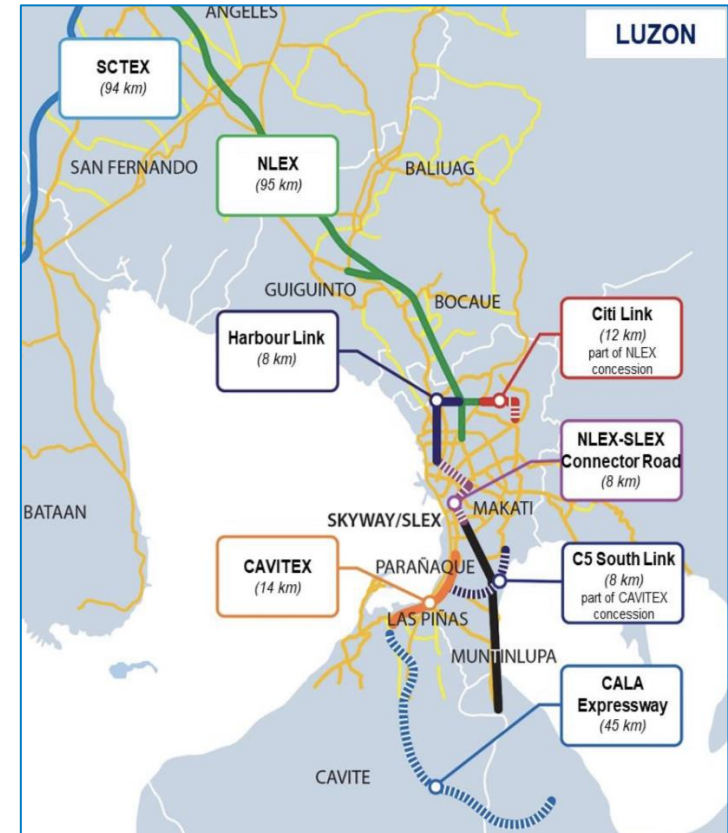 ANGELES
LUZON
SCTEX
(94 km)
SAN FERNANDO
NLEX
(95 km)
BALIUAG
GUIGUINTO
BOCAUE
Harbour Link
(8 km)
Citi Link
(12 km)
part of NLEX
concession
NLEX-SLEX
Connector Road
(8 km)
BATAAN
SKYWAY/SLEX
MAKATI
CAVITEX
(14 km)
PARAÑAQUE
C5 South Link
(8 km)
part of CAVITEX
concession
LAS PIÑAS
MUNTINLUPA
CALA
Expressway
(45 km)
CAVITE